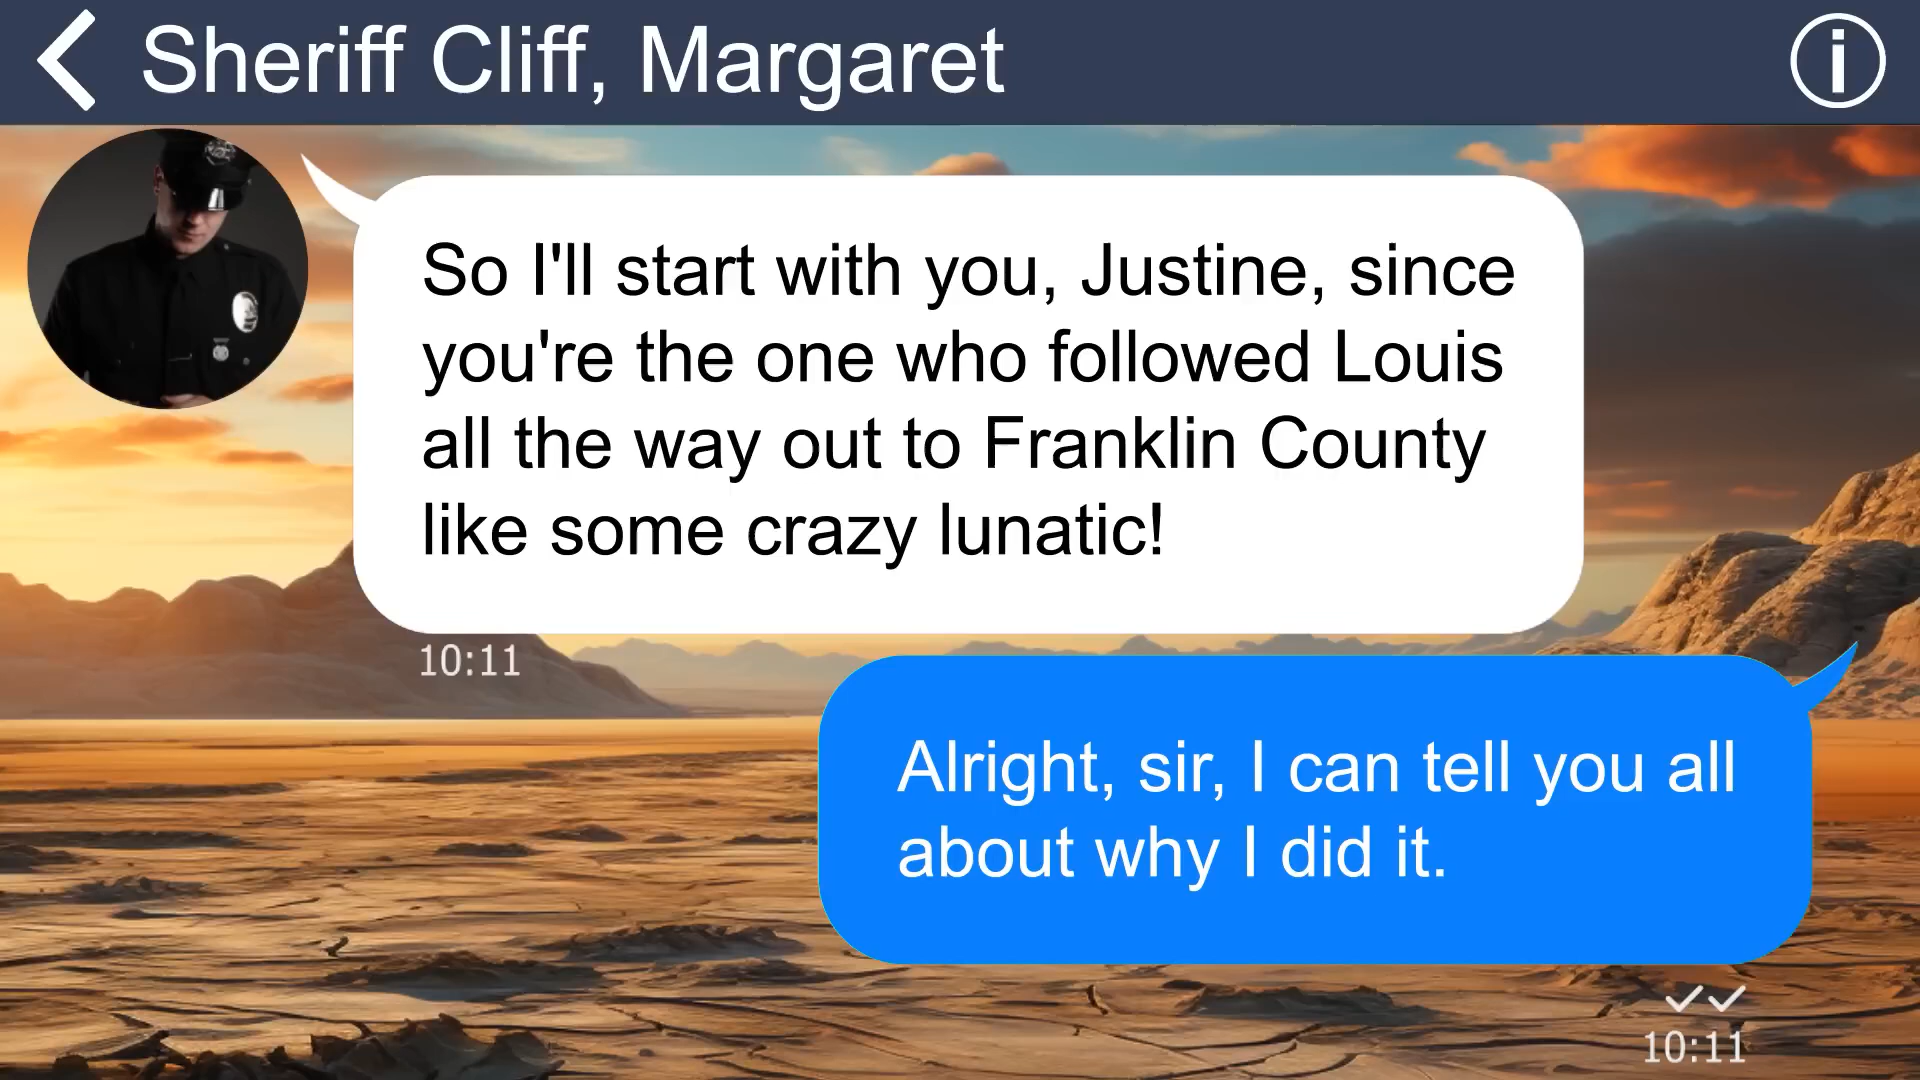 Sheriff Cliff, Margaret
So I'll start with you, Justine, since
you're the one who followed Louis
all the way out to Franklin County
like some crazy lunatic!
10:11
Alright, sir, I can tell you all
about why I did it.
10:11